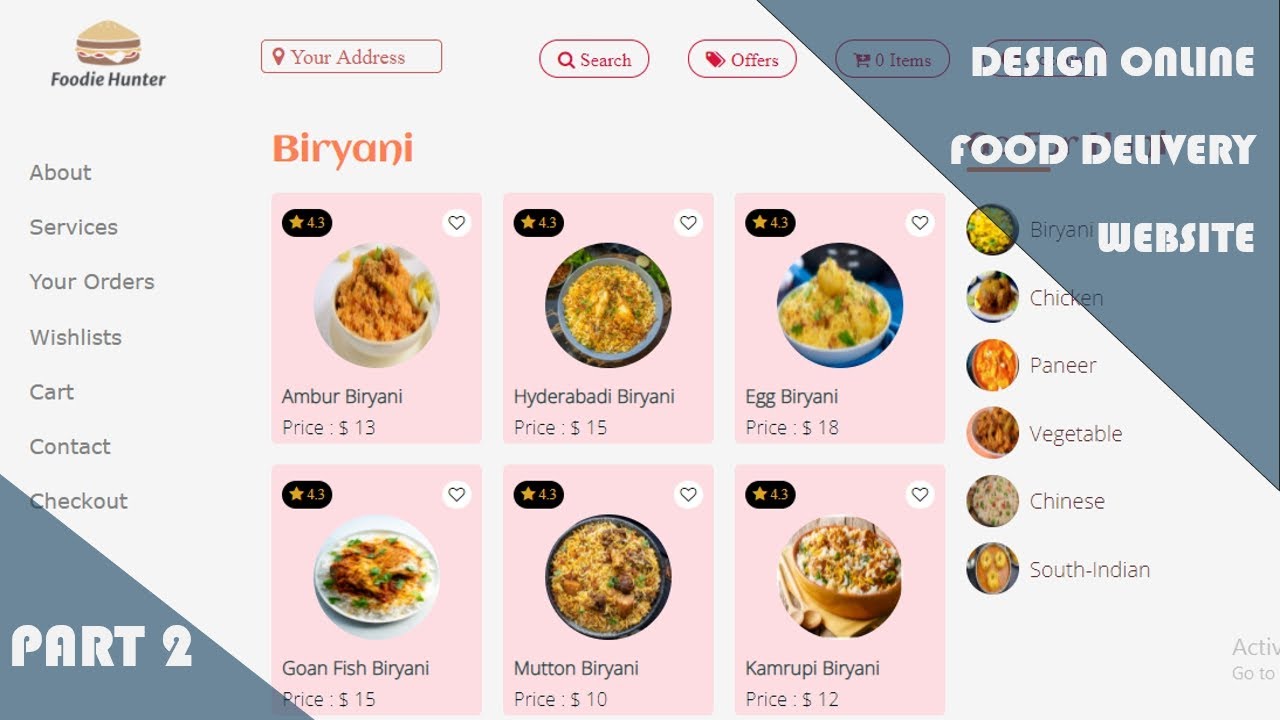 Foodie Hunter
Your Address
Search
Offers
0 Items
DESIGN ONLINE
FOOD DELIVERY
WEBSITE
About
Services
Your Orders
Wishlists
Cart
Contact
Checkout
PART 2
Biryani
4.3
4.3
4.3
Ambur Biryani
Hyderabadi Biryani
Egg Biryani
Price : $ 13
Price : $ 15
Price : $ 18
4.3
4.3
4.3
Goan Fish Biryani
Mutton Biryani
Kamrupi Biryani
Price : $ 15
Price : $ 10
Price : $ 12
Biryani
Chicken
Paneer
Vegetable
Chinese
South-Indian
Activ
Go to